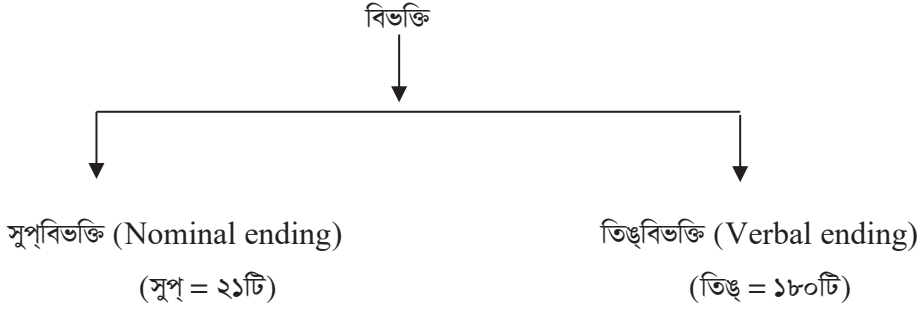 বিভক্তি
সুপ্‌বিভক্তি (Nominal ending) তিঙ্‌বিভক্তি (Verbal ending)
(সুপ্ = ২১টি) (তিঙ্ = ১৮০টি)